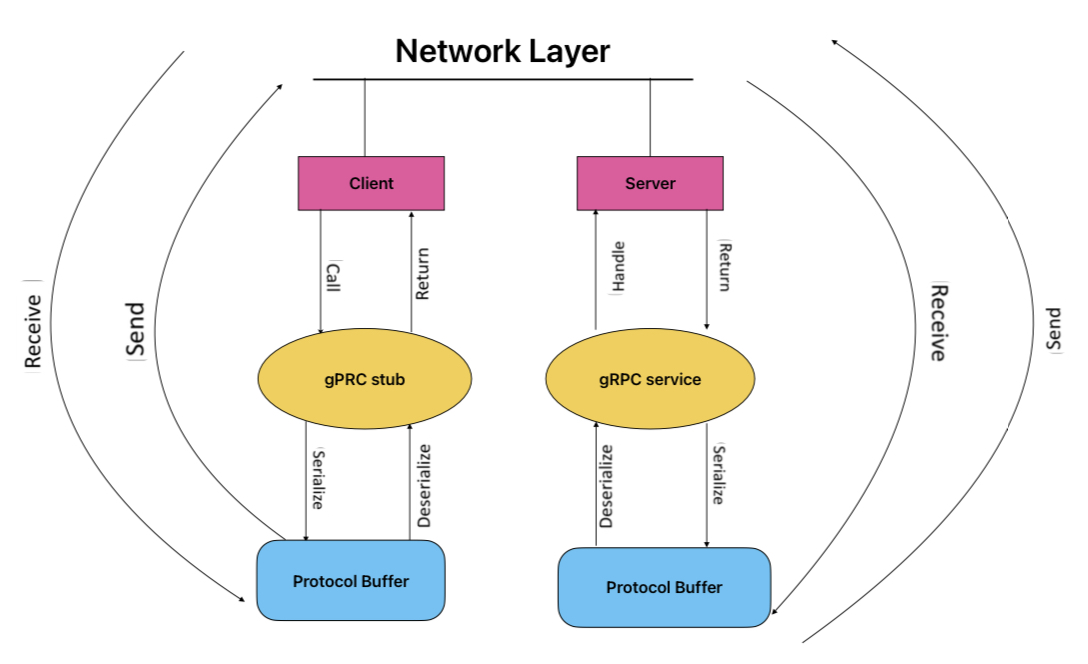 Network Layer
Client
Server
Call
Return
Handle
Return
Receive
Send
Receive
Send
gPRC stub
gRPC service
Serialize
Deserialize
Deserialize
Serialize
Protocol Buffer
Protocol Buffer